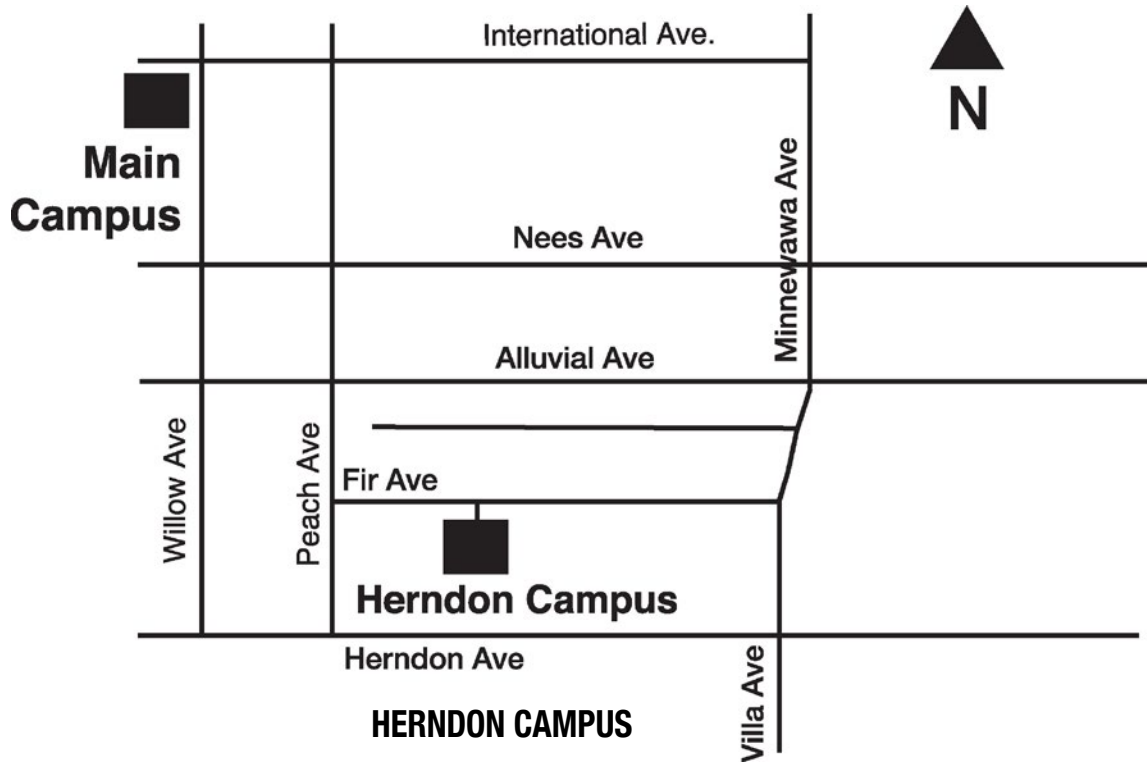 International Ave.
N
Main
Campus
Minnewawa Ave
Nees Ave
Alluvial Ave
Willow Ave
Peach Ave
Fir Ave
Herndon Campus
Herndon Ave
Villa Ave
HERNDON CAMPUS